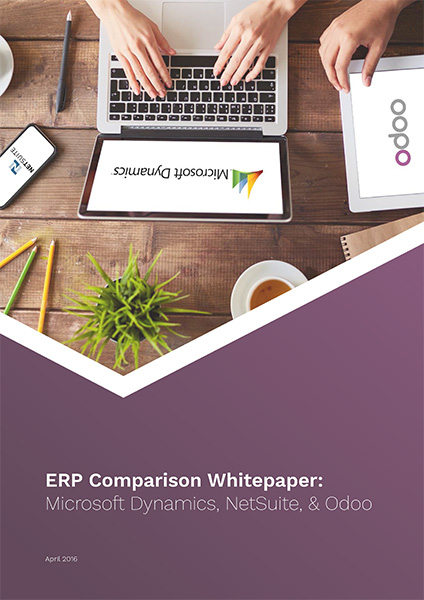 NETSUITE
Microsoft Dynamics
odoo
ERP Comparison Whitepaper:
Microsoft Dynamics, NetSuite, & Odoo
April 2016